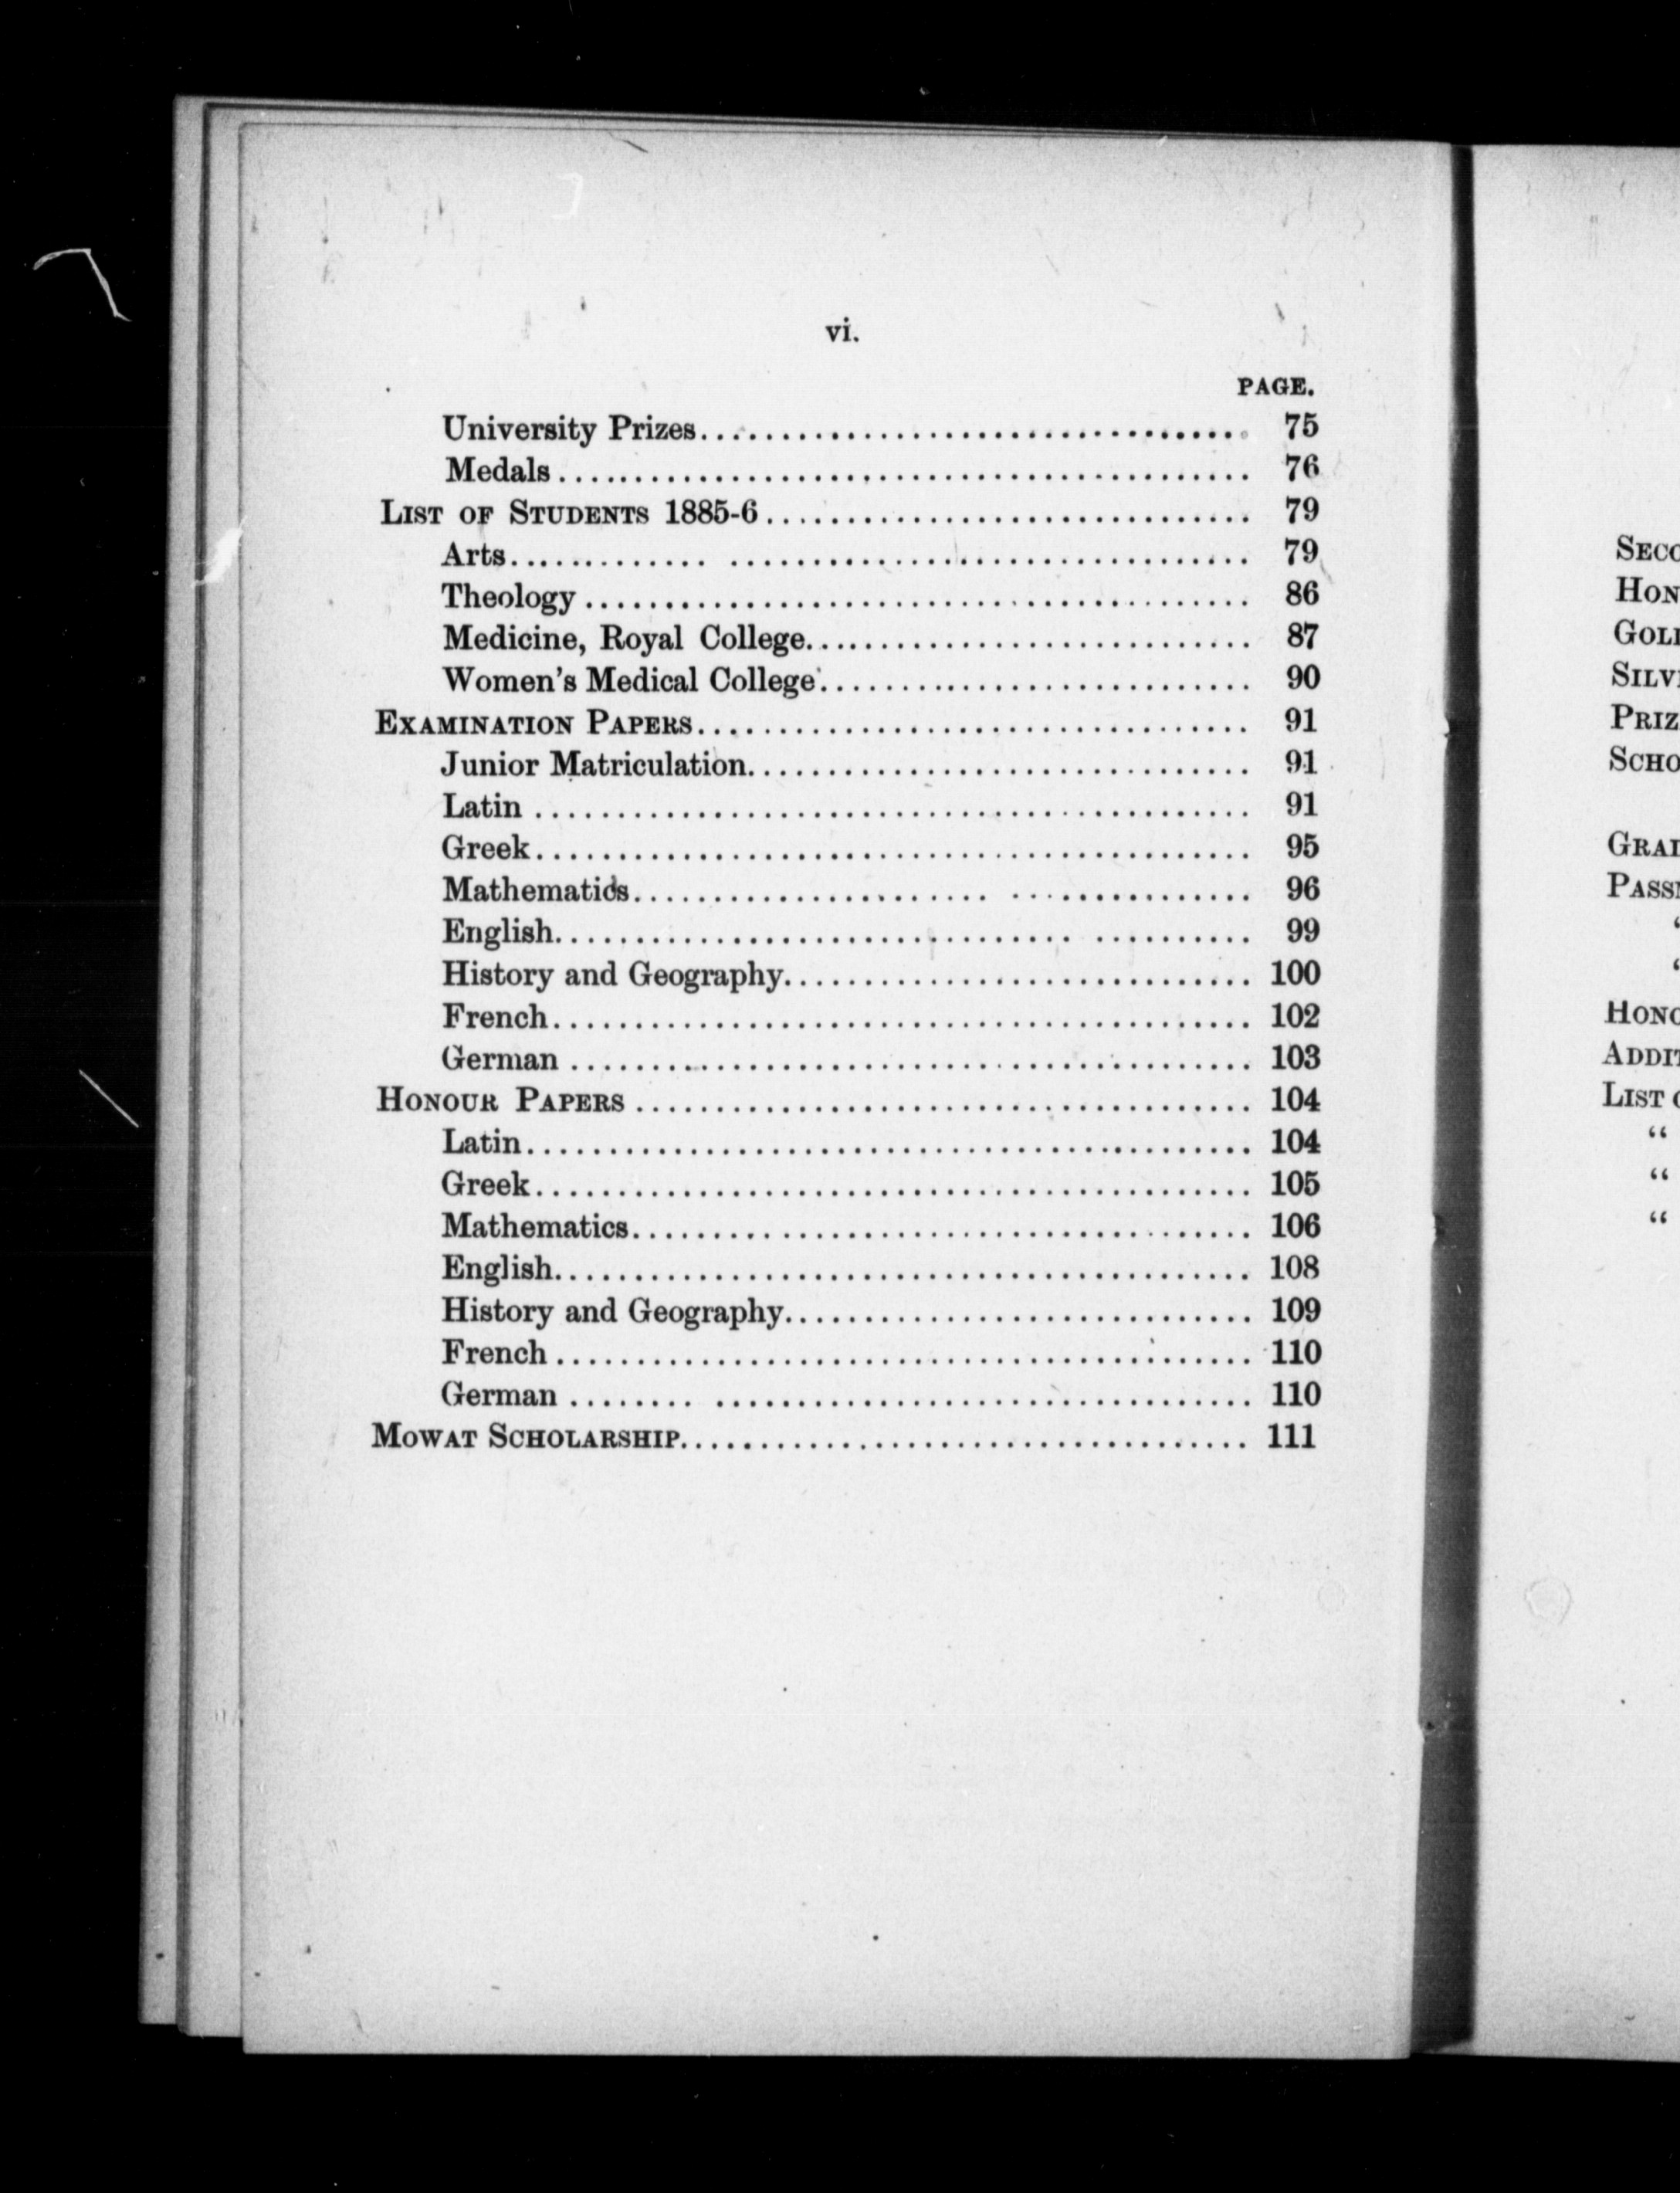 vi.
PAGE.
University Prizes.................................. 75
Medals........................................... 76
LIST OF STUDENTS 1885-6.............................. 79
Arts............. ................................ 79
Theology.......................................... 86
Medicine, Royal College............................ 87
Women's Medical College........................... 90
EXAMINATION PAPERS.................................. 91
Junior Matriculation............................... 91
Latin............................................. 91
Greek............................................. 95
Mathematics...................... ............... 96
English................................ .......... 99
History and Geography............................. 100
French............................................ 102
German........................................... 103
HONOUR PAPERS...................................... 104
Latin............................................. 104
Greek............................................. 105
Mathematics....................................... 106
English............................................ 108
History and Geography............................. 109
French............................................ 110
German........ ................................. 110
MOWAT SCHOLARSHIP................................... 111
LIST
“
“
“